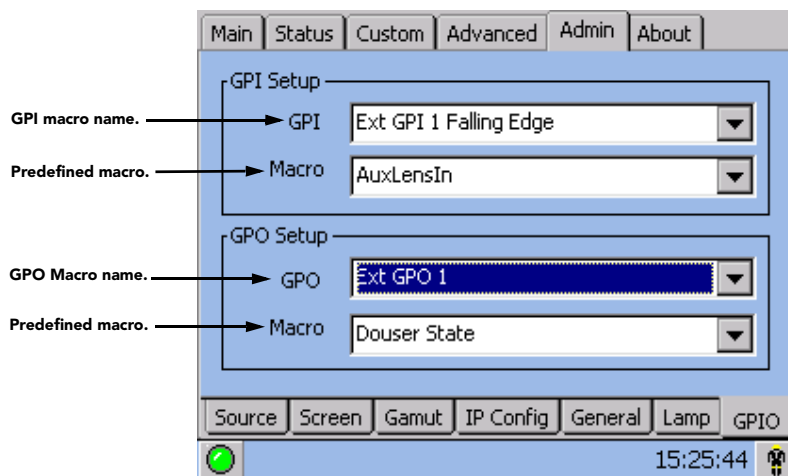 Main Status Custom Advanced Admin About
GPI Setup
GPI macro name. GPI Ext GPI 1 Falling Edge
Predefined macro. Macro AuxLensIn
GPO Setup
GPO Macro name. GPO Ext GPO 1
Predefined macro. Macro Douser State
Source Screen Gamut IP Config General Lamp GPIO
15:25:44